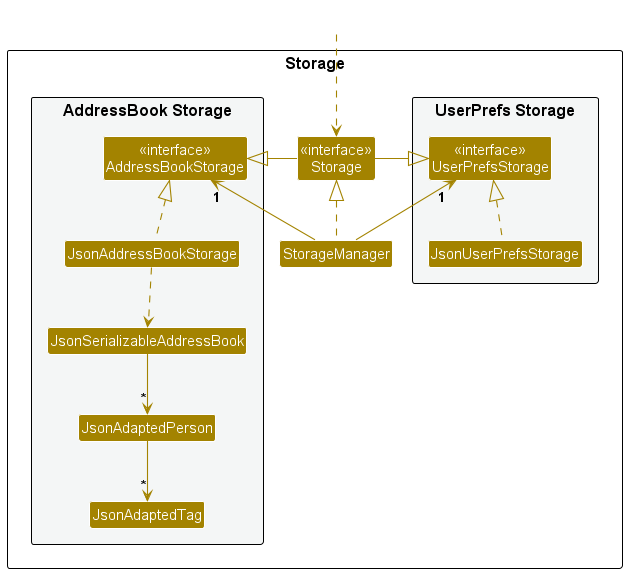 Storage
AddressBook Storage
UserPrefs Storage
«interface»
AddressBookStorage
«interface»
Storage
«interface»
UserPrefsStorage
1
1
JsonAddressBookStorage
StorageManager
JsonUserPrefsStorage
JsonSerializableAddressBook
*
JsonAdaptedPerson
*
JsonAdaptedTag